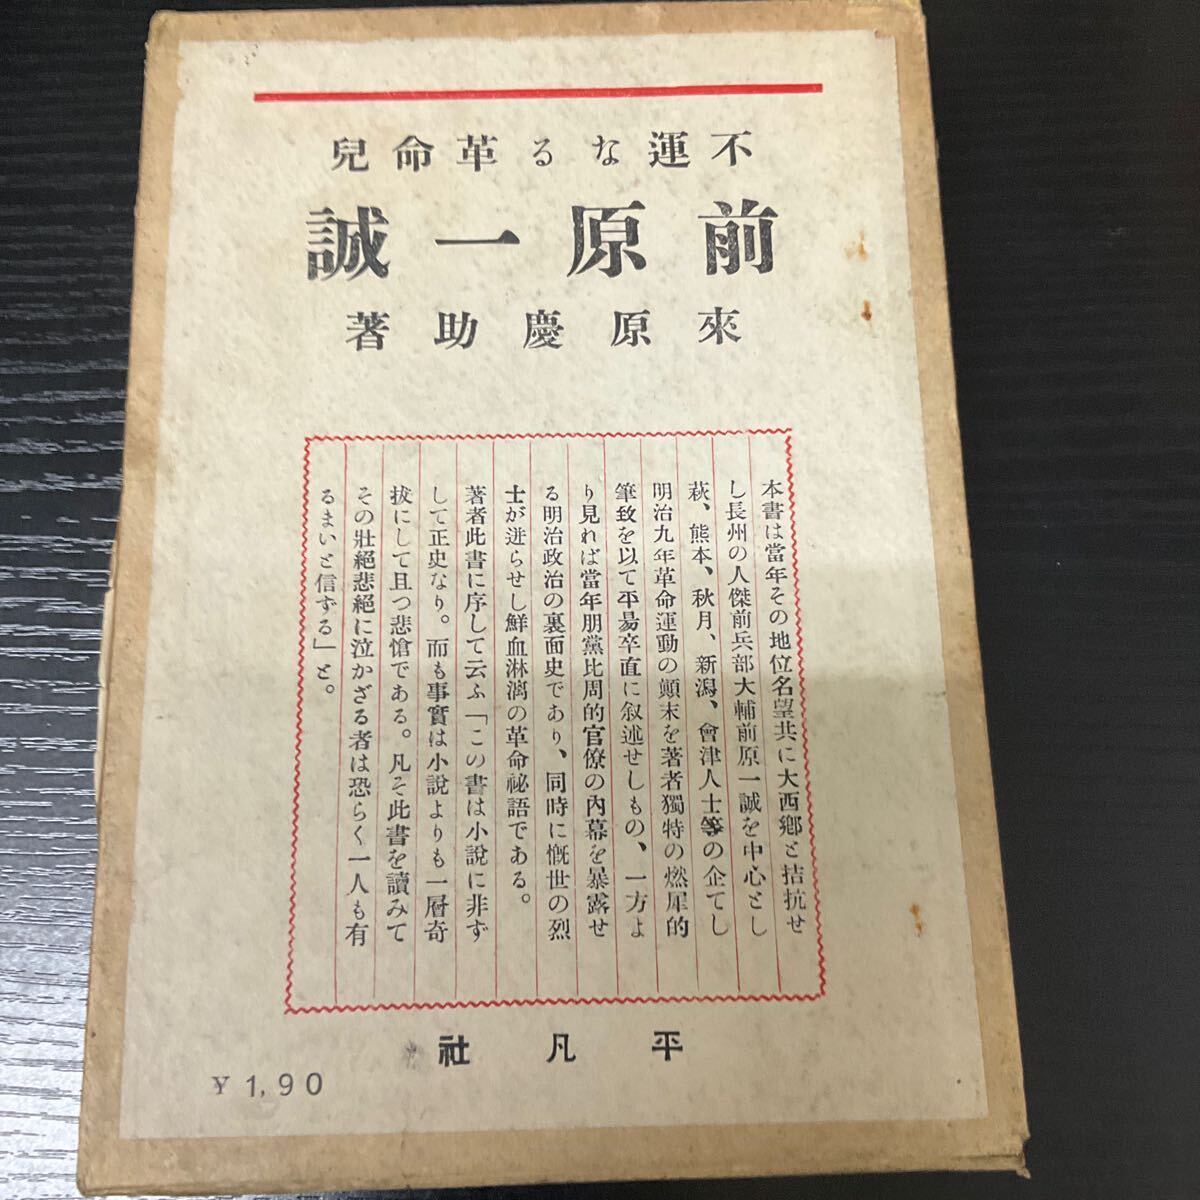 不運なる革命兒
前原一誠
來原慶助著
本書は當年その地位名望共に大西鄕と拮抗せ
し長州の人傑前兵部大輔前原一誠を中心とし
萩、熊本、秋月、新潟、會津人士等の企てし
明治九年革命運動の顚末を著者獨特の燃犀的
筆致を以て平易卒直に叙述せしもの、一方よ
り見れば當年朋黨比周的官僚の內幕を暴露せ
る明治政治の裏面史であり、同時に慨世の烈
士が迸らせし鮮血淋漓の革命祕語である。
著者此書に序して云ふ「この書は小說に非ず
して正史なり。而も事實は小說よりも一層奇
拔にして且つ悲愴である。凡そ此書を讀みて
その壯絕悲絕に泣かざる者は恐らく一人も有
るまいと信ずる」と。
平凡社
¥ 1,90